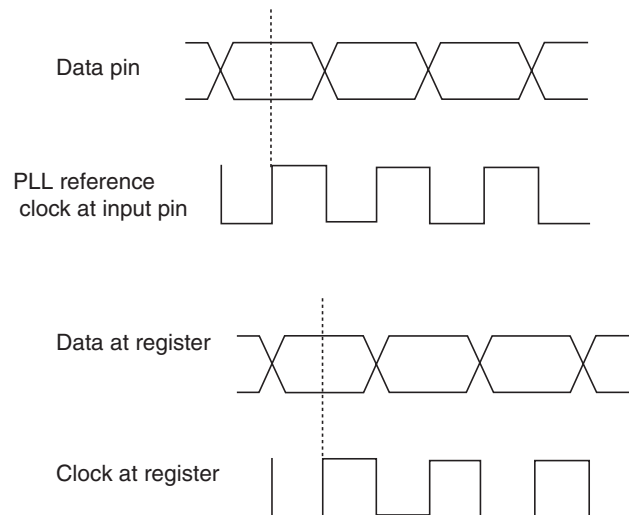 Data pin
PLL reference
clock at input pin
Data at register
Clock at register